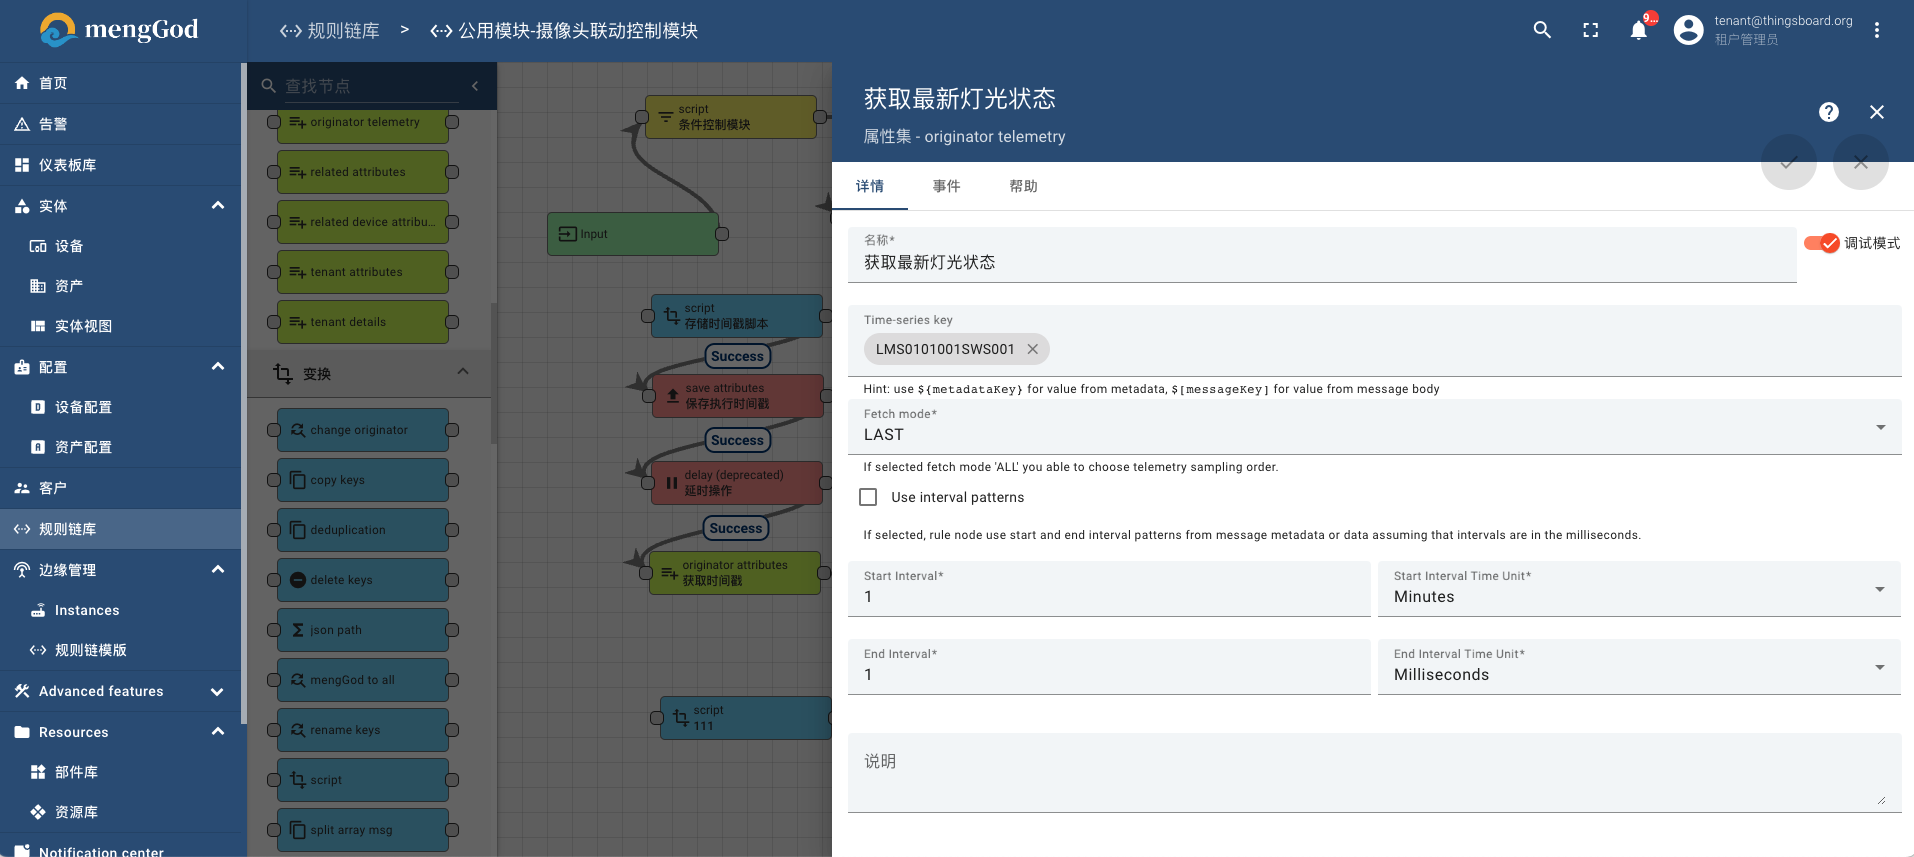 mengGod
规则链库 > 公用模块-摄像头联动控制模块
9...
tenant@thingsboard.org
租户管理员
首页
告警
仪表板库
实体
设备
资产
实体视图
配置
设备配置
资产配置
客户
规则链库
边缘管理
Instances
规则链模版
Advanced features
Resources
部件库
资源库
Notification center
查找节点
originator telemetry
related attributes
related device attribu...
tenant attributes
tenant details
变换
change originator
copy keys
deduplication
delete keys
json path
mengGod to all
rename keys
script
split array msg
script
条件控制模块
Input
script
存储时间戳脚本
Success
save attributes
保存执行时间戳
Success
delay (deprecated)
延时操作
Success
originator attributes
获取时间戳
script
111
获取最新灯光状态
属性集 - originator telemetry
详情 事件 帮助
名称*
获取最新灯光状态
调试模式
Time-series key
LMS0101001SWS001
Hint: use ${metadataKey} for value from metadata, $[messageKey] for value from message body
Fetch mode*
LAST
If selected fetch mode 'ALL' you able to choose telemetry sampling order.
Use interval patterns
If selected, rule node use start and end interval patterns from message metadata or data assuming that intervals are in the milliseconds.
Start Interval*
1
Start Interval Time Unit*
Minutes
End Interval*
1
End Interval Time Unit*
Milliseconds
说明